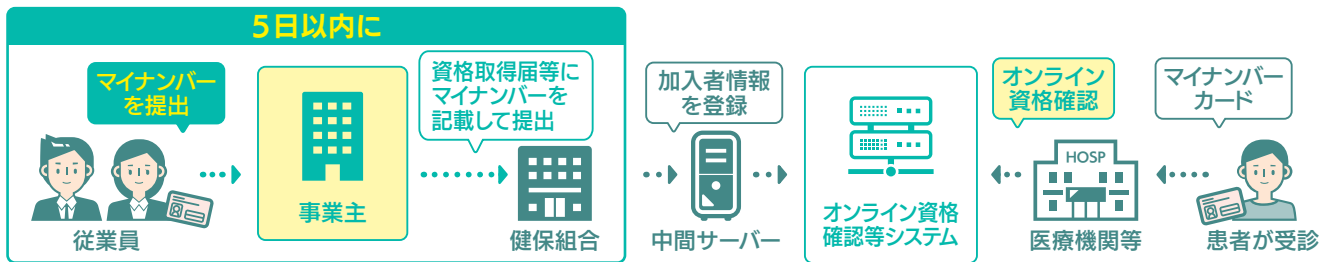 5日以内に
マイナンバー
を提出
従業員
事業主
資格取得届等に
マイナンバーを
記載して提出
健保組合
加入者情報
を登録
中間サーバー
オンライン資格
確認等システム
オンライン
資格確認
HOSP
医療機関等
マイナンバー
カード
患者が受診